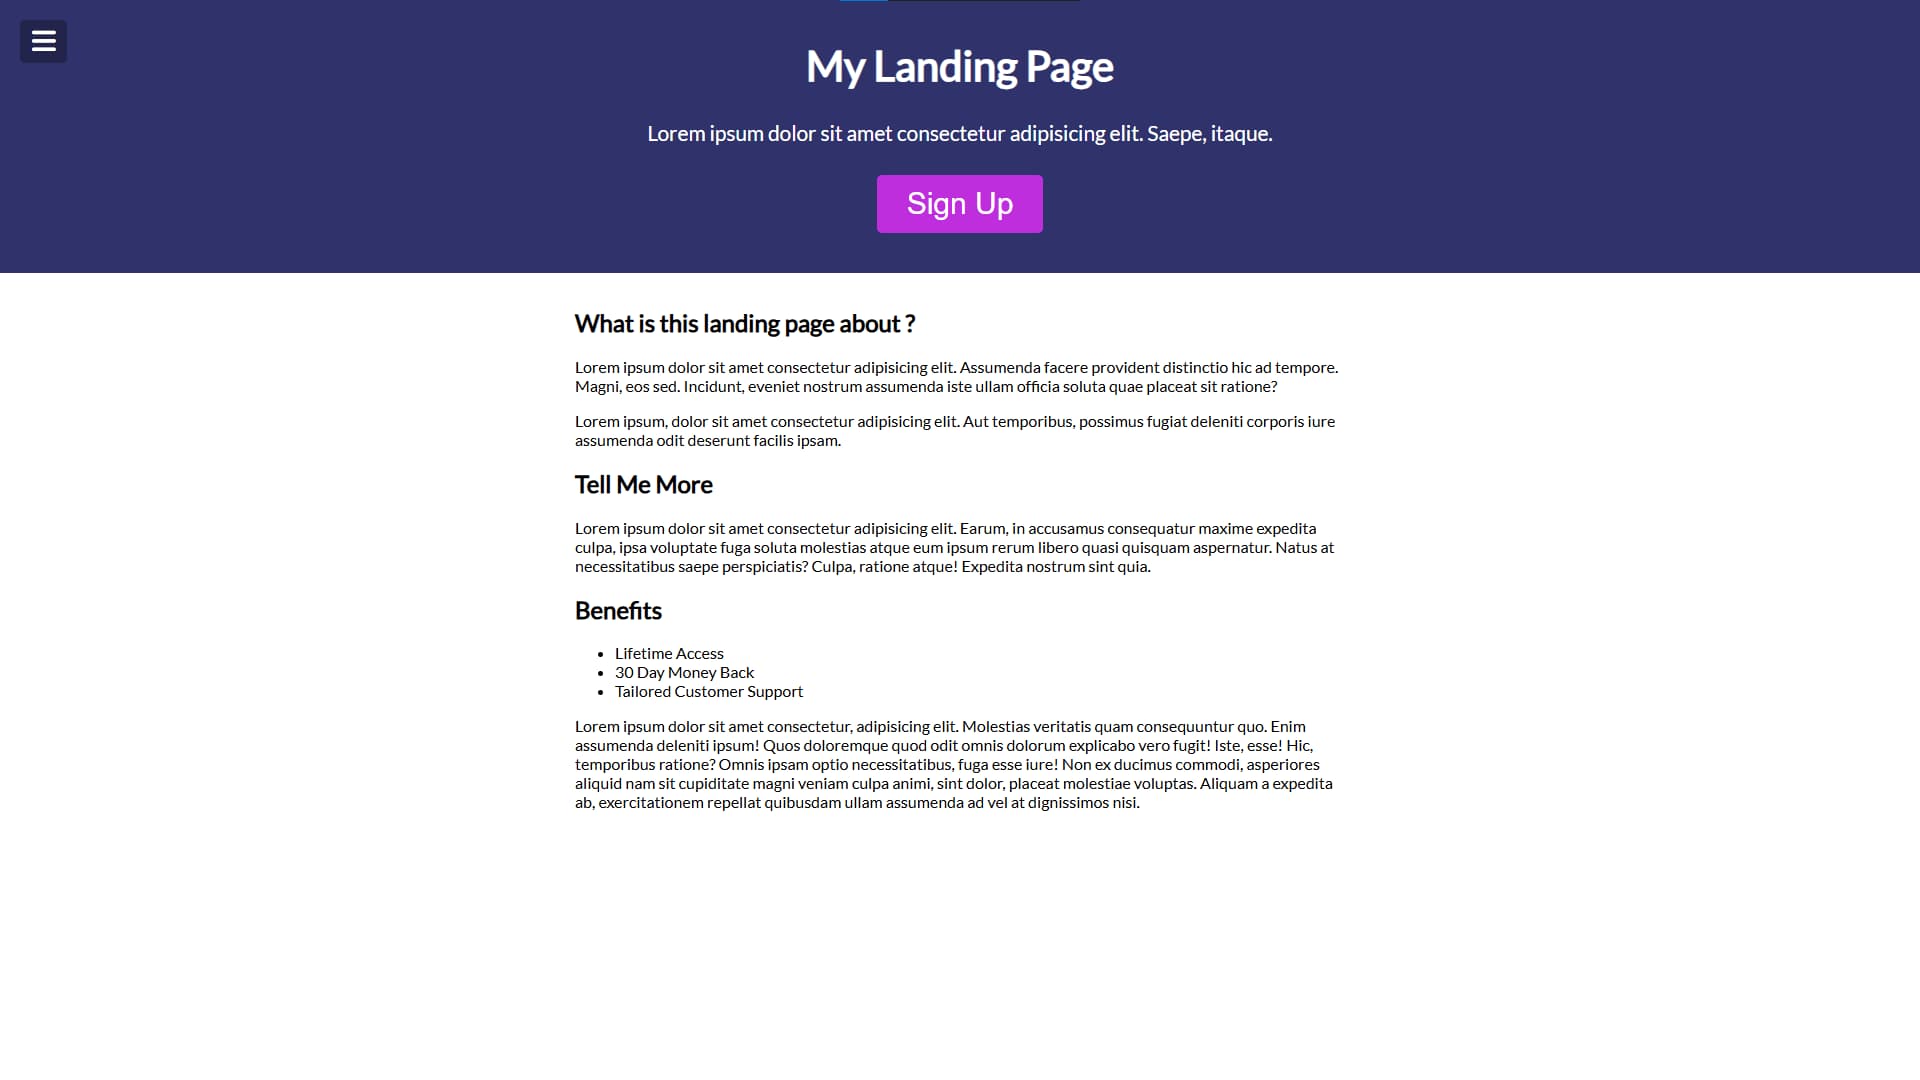 My Landing Page
Lorem ipsum dolor sit amet consectetur adipisicing elit. Saepe, itaque.
Sign Up
What is this landing page about ?
Lorem ipsum dolor sit amet consectetur adipisicing elit. Assumenda facere provident distinctio hic ad tempore.
Magni, eos sed. Incidunt, eveniet nostrum assumenda iste ullam officia soluta quae placeat sit ratione?
Lorem ipsum, dolor sit amet consectetur adipisicing elit. Aut temporibus, possimus fugiat deleniti corporis iure
assumenda odit deserunt facilis ipsam.
Tell Me More
Lorem ipsum dolor sit amet consectetur adipisicing elit. Earum, in accusamus consequatur maxime expedita
culpa, ipsa voluptate fuga soluta molestias atque eum ipsum rerum libero quasi quisquam aspernatur. Natus at
necessitatibus saepe perspiciatis? Culpa, ratione atque! Expedita nostrum sint quia.
Benefits
• Lifetime Access
• 30 Day Money Back
• Tailored Customer Support
Lorem ipsum dolor sit amet consectetur, adipisicing elit. Molestias veritatis quam consequuntur quo. Enim
assumenda deleniti ipsum! Quos doloremque quod odit omnis dolorum explicabo vero fugit! Iste, esse! Hic,
temporibus ratione? Omnis ipsam optio necessitatibus, fuga esse iure! Non ex ducimus commodi, asperiores
aliquid nam sit cupiditate magni veniam culpa animi, sint dolor, placeat molestiae voluptas. Aliquam a expedita
ab, exercitationem repellat quibusdam ullam assumenda ad vel at dignissimos nisi.